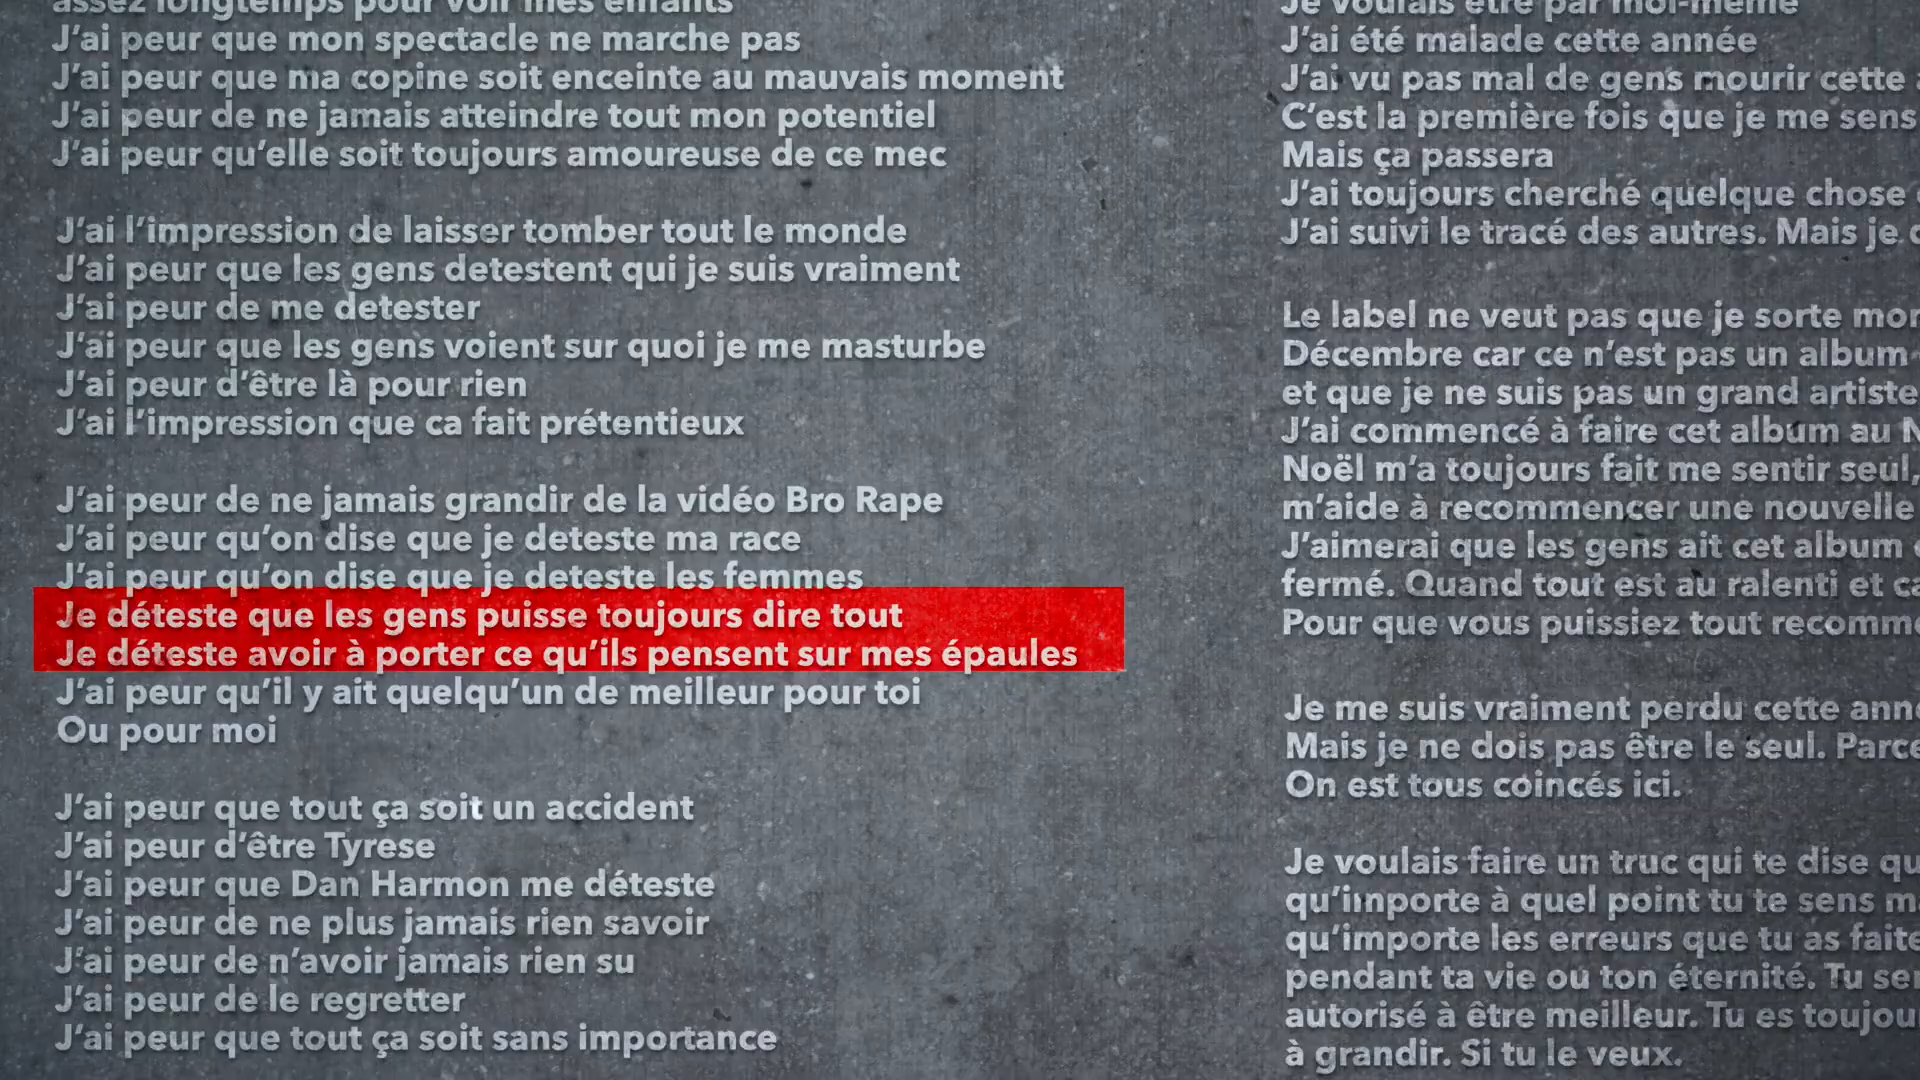 assez longtemps pour voir mes enfants
J'ai peur que mon spectacle ne marche pas
J'ai peur que ma copine soit enceinte au mauvais moment
J'ai peur de ne jamais atteindre tout mon potentiel
J'ai peur qu'elle soit toujours amoureuse de ce mec
J'ai l'impression de laisser tomber tout le monde
J'ai peur que les gens detestent qui je suis vraiment
J'ai peur de me detester
J'ai peur que les gens voient sur quoi je me masturbe
J'ai peur d'être là pour rien
J'ai l'impression que ca fait prétentieux
J'ai peur de ne jamais grandir de la vidéo Bro Rape
J'ai peur qu'on dise que je deteste ma race
J'ai peur qu'on dise que je deteste les femmes
Je déteste que les gens puisse toujours dire tout
Je déteste avoir à porter ce qu'ils pensent sur mes épaules
J'ai peur qu'il y ait quelqu'un de meilleur pour toi
Ou pour moi
J'ai peur que tout ça soit un accident
J'ai peur d'être Tyrese
J'ai peur que Dan Harmon me déteste
J'ai peur de ne plus jamais rien savoir
J'ai peur de n'avoir jamais rien su
J'ai peur de le regretter
J'ai peur que tout ça soit sans importance
Je voulais être par moi-même
J'ai été malade cette année
J'ai vu pas mal de gens mourir cette
C'est la première fois que je me sens
Mais ça passera
J'ai toujours cherché quelque chose
J'ai suivi le tracé des autres. Mais je
Le label ne veut pas que je sorte mon
Décembre car ce n'est pas un album
et que je ne suis pas un grand artiste
J'ai commencé à faire cet album au N
Noël m'a toujours fait me sentir seul,
m'aide à recommencer une nouvelle
J'aimerai que les gens ait cet album
fermé. Quand tout est au ralenti et ca
Pour que vous puissiez tout recomme
Je me suis vraiment perdu cette anné
Mais je ne dois pas être le seul. Parce
On est tous coincés ici.
Je voulais faire un truc qui te dise qu
qu'importe à quel point tu te sens m
qu'importe les erreurs que tu as faite
pendant ta vie ou ton éternité. Tu ser
autorisé à être meilleur. Tu es toujou
à grandir. Si tu le veux.